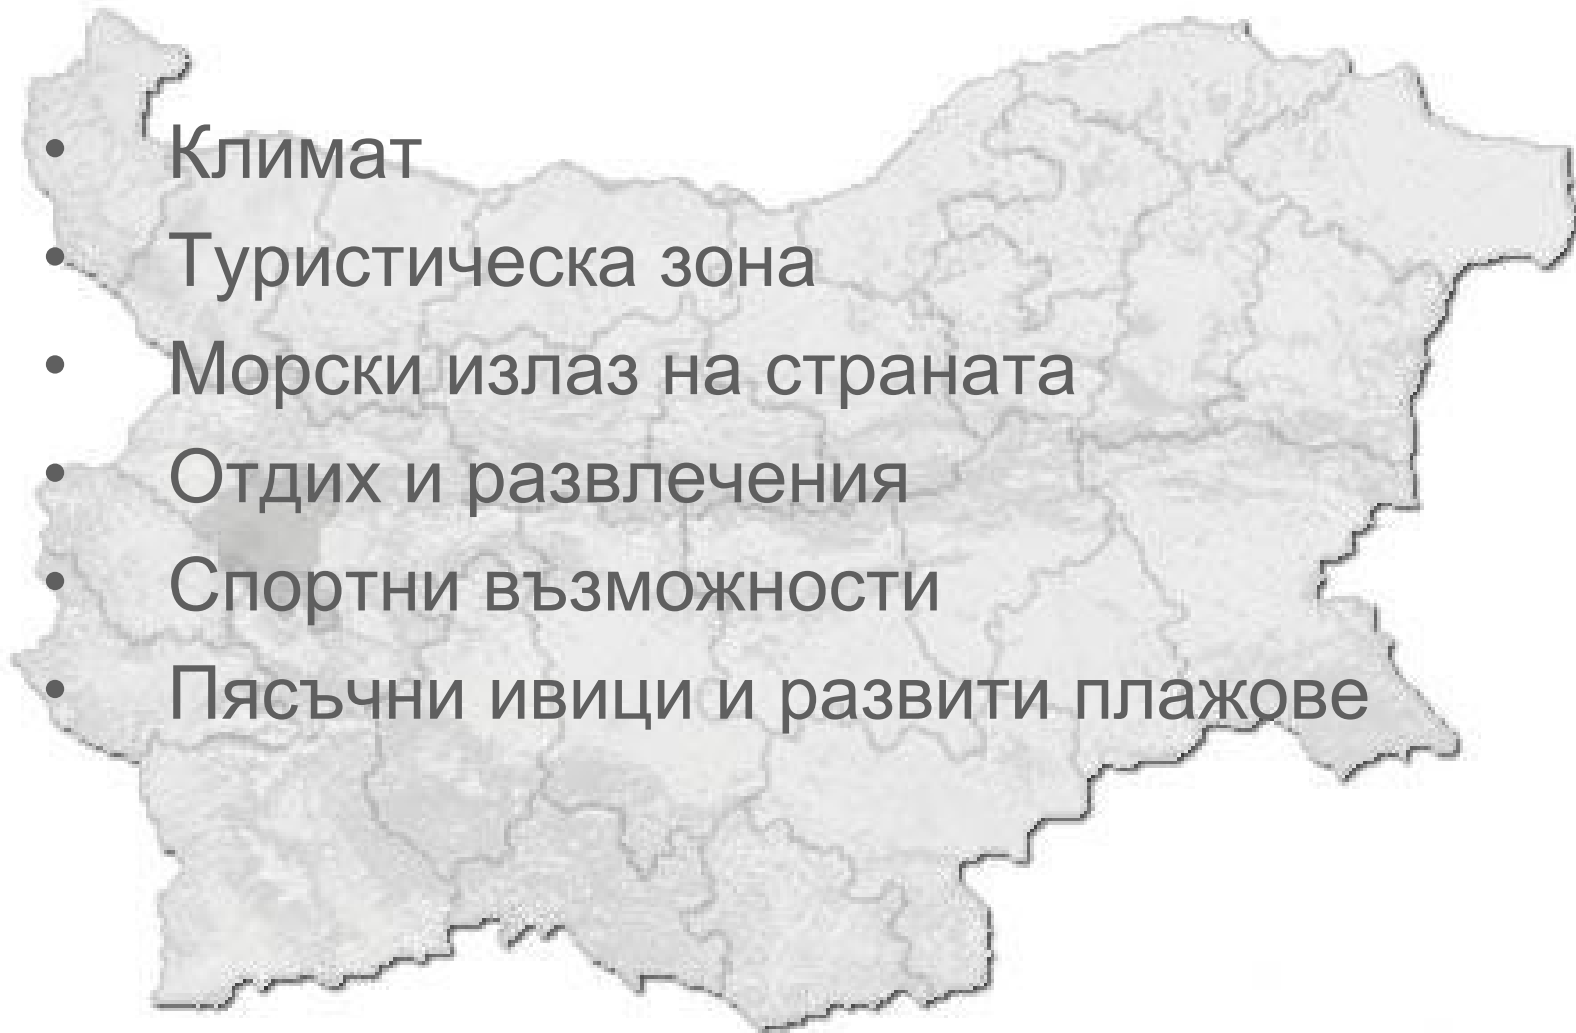 • Климат
• Туристическа зона
• Морски излаз на страната
• Отдих и развлечения
• Спортни възможности
• Пясъчни ивици и развити плажове